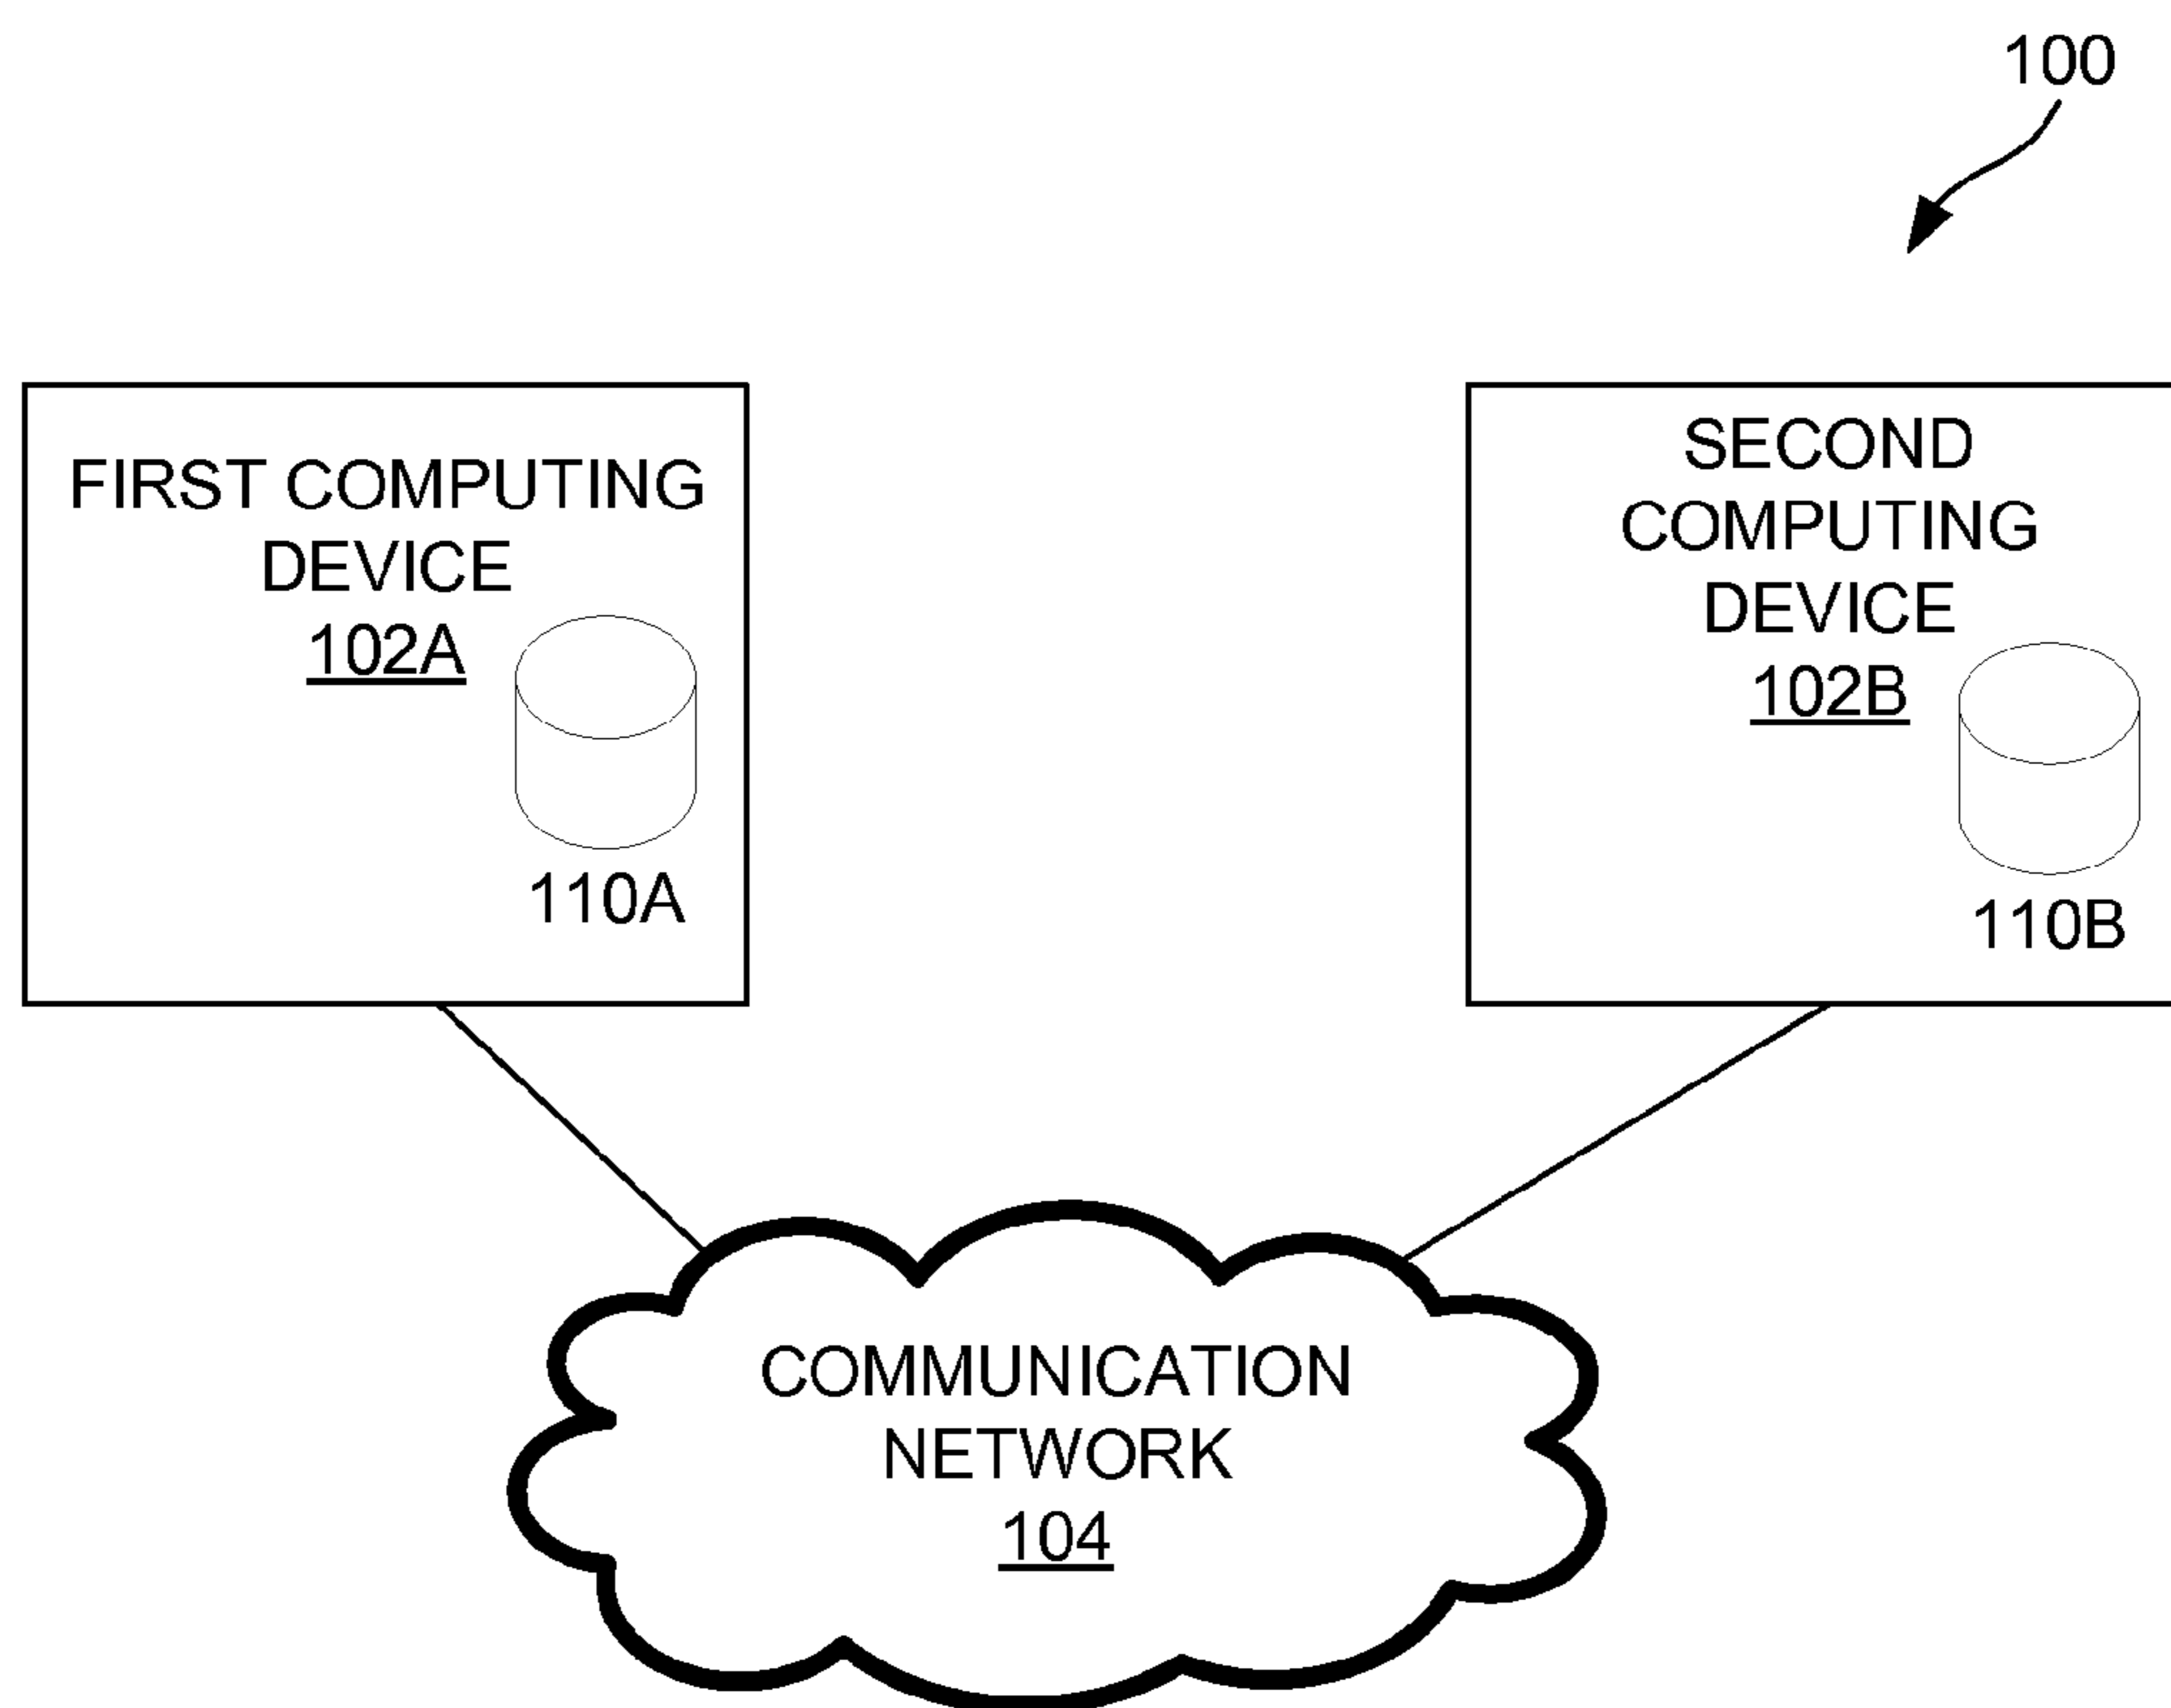 100
FIRST COMPUTING
DEVICE
102A
110A
SECOND
COMPUTING
DEVICE
102B
110B
COMMUNICATION
NETWORK
104